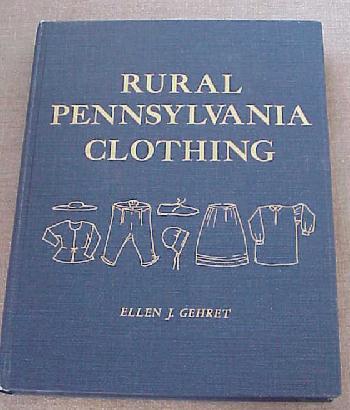 RURAL
PENNSYLVANIA
CLOTHING
ELLEN J. GEHRET